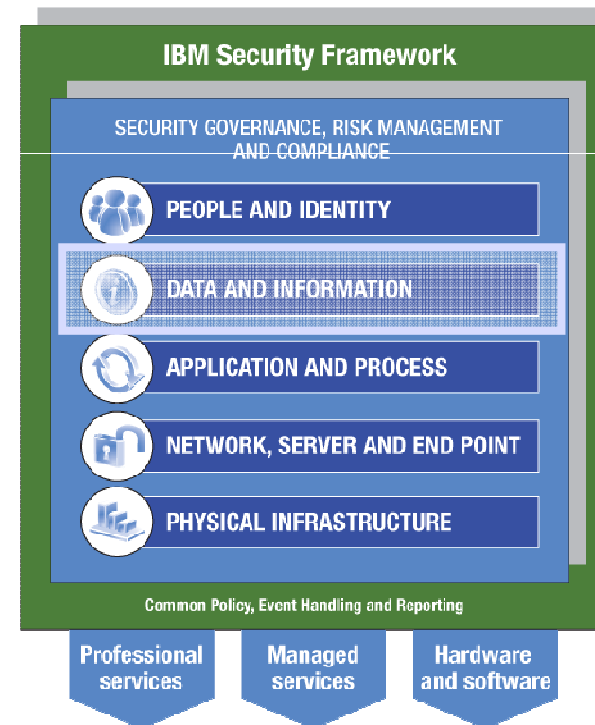 IBM Security Framework
SECURITY GOVERNANCE, RISK MANAGEMENT
AND COMPLIANCE
PEOPLE AND IDENTITY
DATA AND INFORMATION
APPLICATION AND PROCESS
NETWORK, SERVER AND END POINT
PHYSICAL INFRASTRUCTURE
Common Policy, Event Handling and Reporting
Professional
services
Managed
services
Hardware
and software